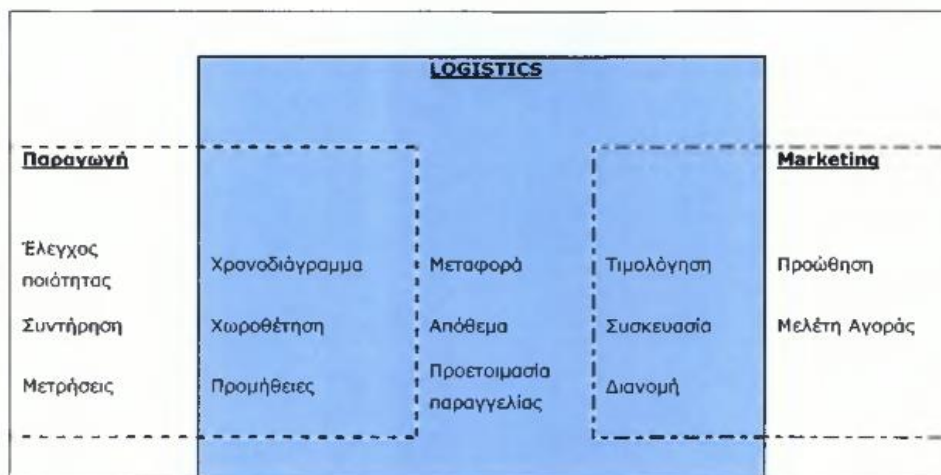 LOGISTICS
Παραγωγή
Marketing
Έλεγχος
ποιότητας
Χρονοδιάγραμμα
Μεταφορά
Τιμολόγηση
Προώθηση
Συντήρηση
Χωροθέτηση
Απόθεμα
Συσκευασία
Μελέτη Αγοράς
Μετρήσεις
Προμήθειες
Προετοιμασία
παραγγελίας
Διανομή